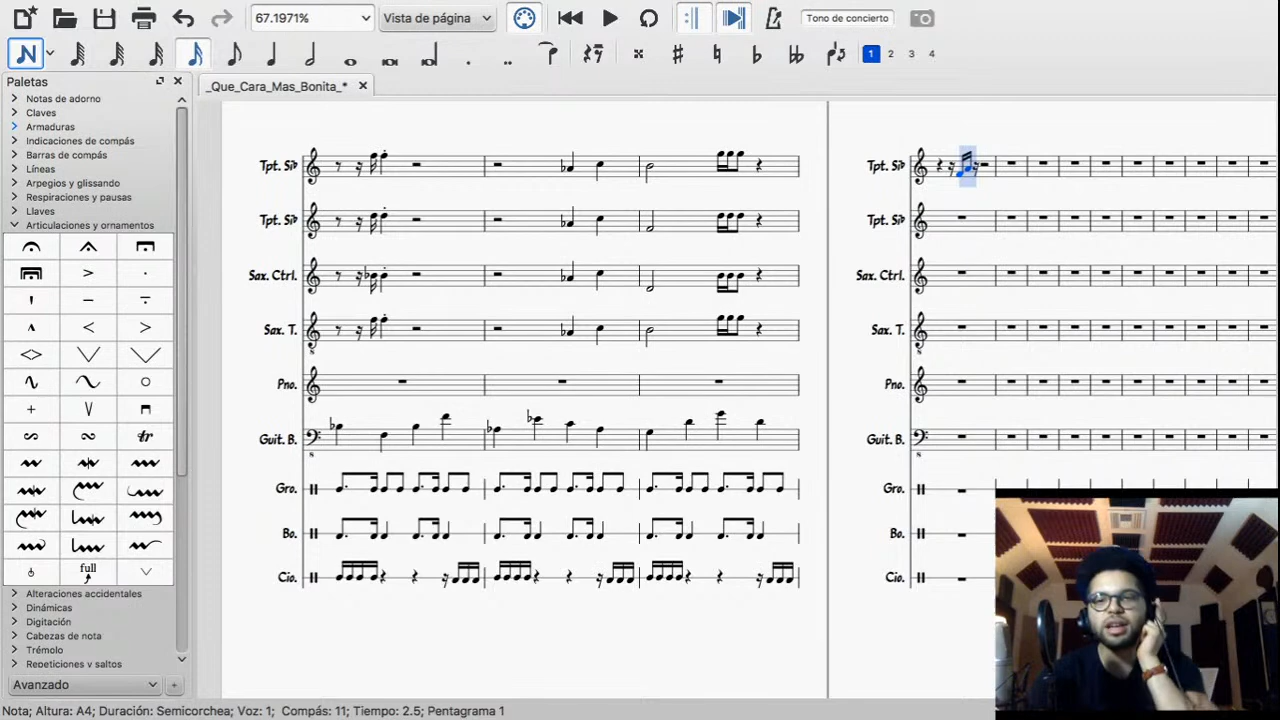 67.1971%
Vista de página
Tono de concierto
1 2 3 4
Paletas
_Que_Cara_Mas_Bonita_*
Notas de adorno
Claves
Armaduras
Indicaciones de compás
Barras de compás
Líneas
Arpegios y glissando
Respiraciones y pausas
Llaves
Articulaciones y ornamentos
tr
full
Alteraciones accidentales
Dinámicas
Digitación
Cabezas de nota
Trémolo
Repeticiones y saltos
Avanzado
Tpt. Si♭
Tpt. Si♭
Sax. Ctrl.
Sax. T.
Pno.
Guit. B.
Gro.
Bo.
Cio.
Tpt. Si♭
Tpt. Si♭
Sax. Ctrl.
Sax. T.
Pno.
Guit. B.
Gro.
Bo.
Cio.
Nota; Altura: A4; Duración: Semicorchea; Voz: 1; Compás: 11; Tiempo: 2.5; Pentagrama 1